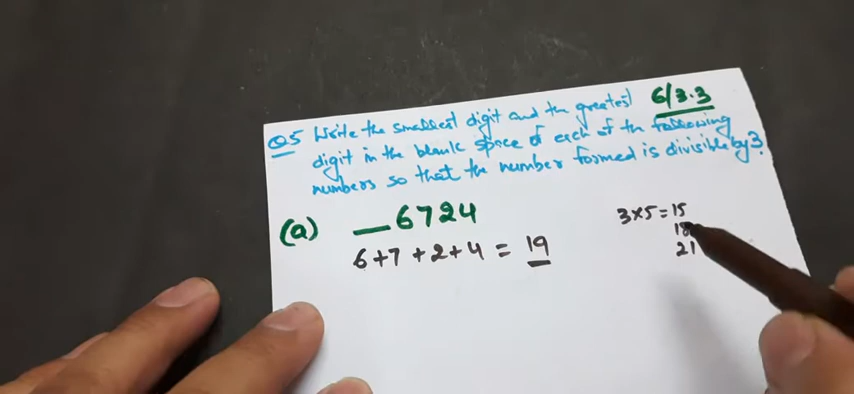 6/3.3
Q5 Write the smallest digit and the greatest
digit in the blank space of each of the following
numbers so that the number formed is divisible by 3?
(a) _6724
6+7+2+4 = 19
3×5=15
18
21